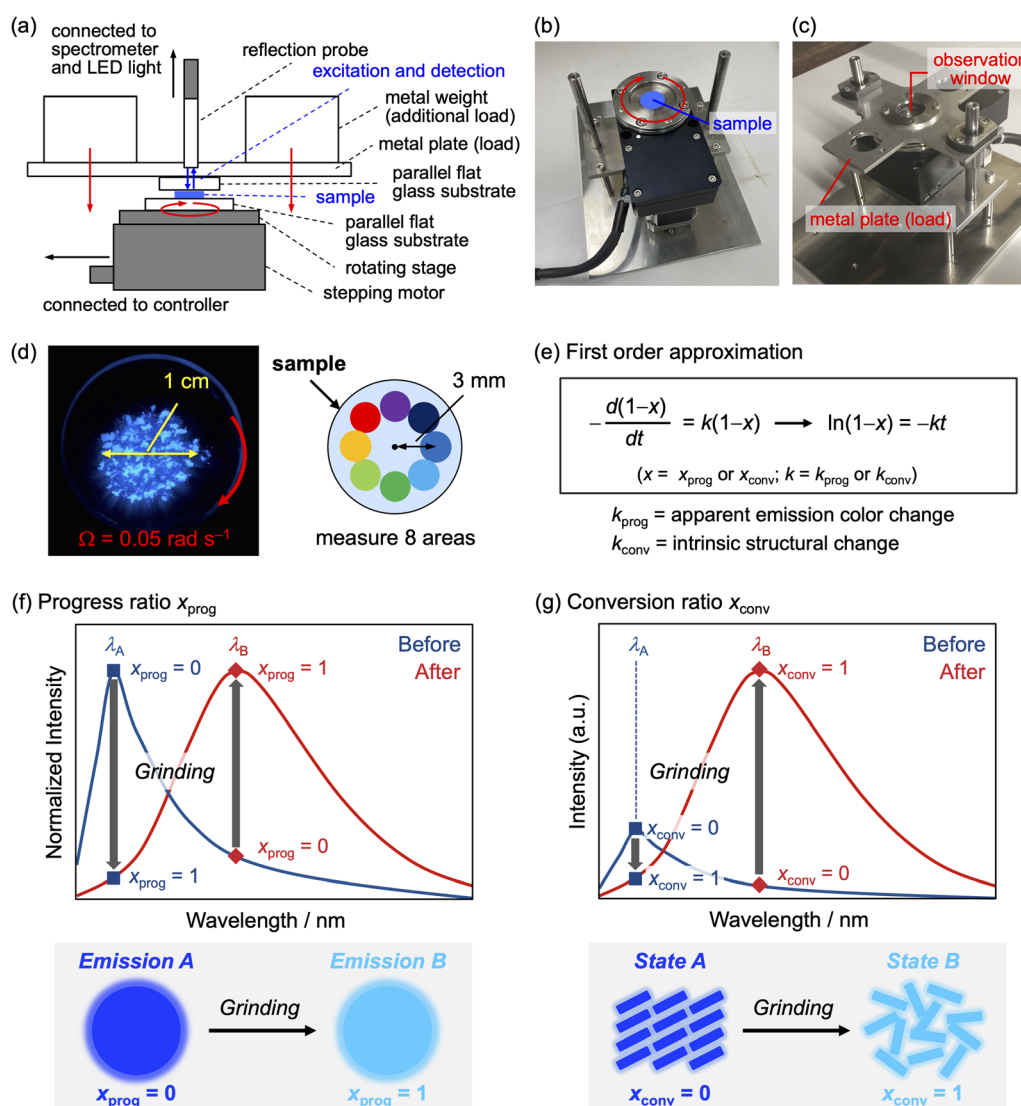 (a)
connected to
spectrometer
and LED light
reflection probe
excitation and detection
metal weight
(additional load)
metal plate (load)
parallel flat
glass substrate
sample
parallel flat
glass substrate
rotating stage
stepping motor
connected to controller
(b)
sample
(c)
observation
window
metal plate (load)
(d)
1 cm
Ω = 0.05 rad s⁻¹
sample
3 mm
measure 8 areas
(e) First order approximation
-d(1−x)/dt = k(1−x) → ln(1−x) = −kt
(x = x_prog or x_conv; k = k_prog or k_conv)
k_prog = apparent emission color change
k_conv = intrinsic structural change
(f) Progress ratio x_prog
Normalized Intensity
λ_A
λ_B
Before
After
x_prog = 0
x_prog = 1
Grinding
x_prog = 0
x_prog = 1
Wavelength / nm
Emission A
Emission B
Grinding
x_prog = 0
x_prog = 1
(g) Conversion ratio x_conv
Intensity (a.u.)
λ_A
λ_B
Before
After
x_conv = 1
Grinding
x_conv = 0
x_conv = 1
x_conv = 0
Wavelength / nm
State A
State B
Grinding
x_conv = 0
x_conv = 1